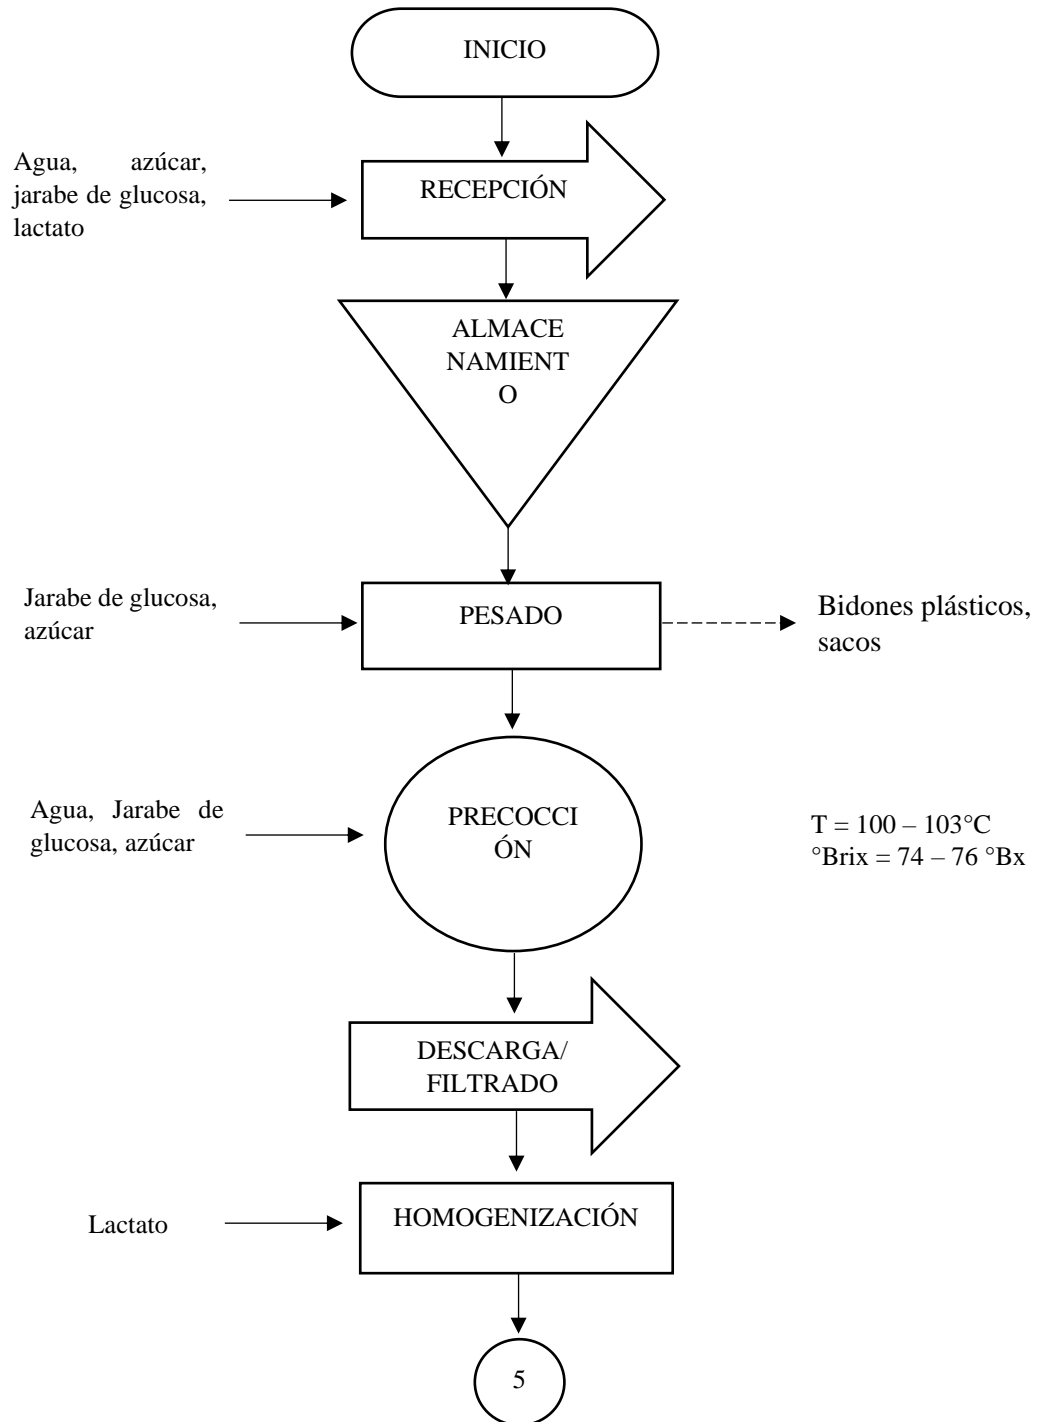 INICIO
Agua, azúcar,
jarabe de glucosa,
lactato
RECEPCIÓN
ALMACE
NAMIENT
O
Jarabe de glucosa,
azúcar
PESADO
Bidones plásticos,
sacos
Agua, Jarabe de
glucosa, azúcar
PRECOCCI
ÓN
T = 100 – 103°C
°Brix = 74 – 76 °Bx
DESCARGA/
FILTRADO
Lactato
HOMOGENIZACIÓN
5